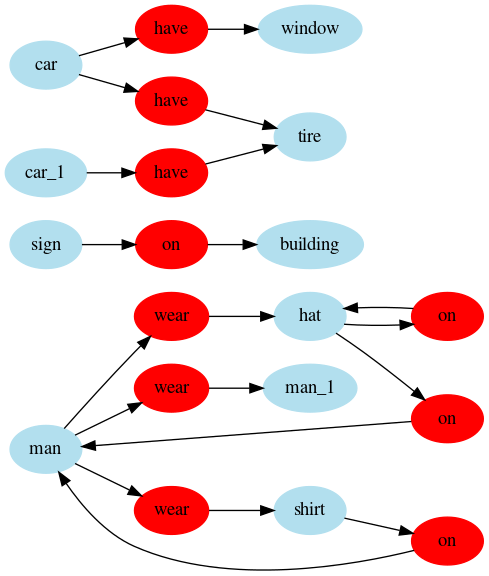 have
window
car
have
tire
have
car_1
sign
on
building
wear
hat
on
wear
man_1
on
man
wear
shirt
on